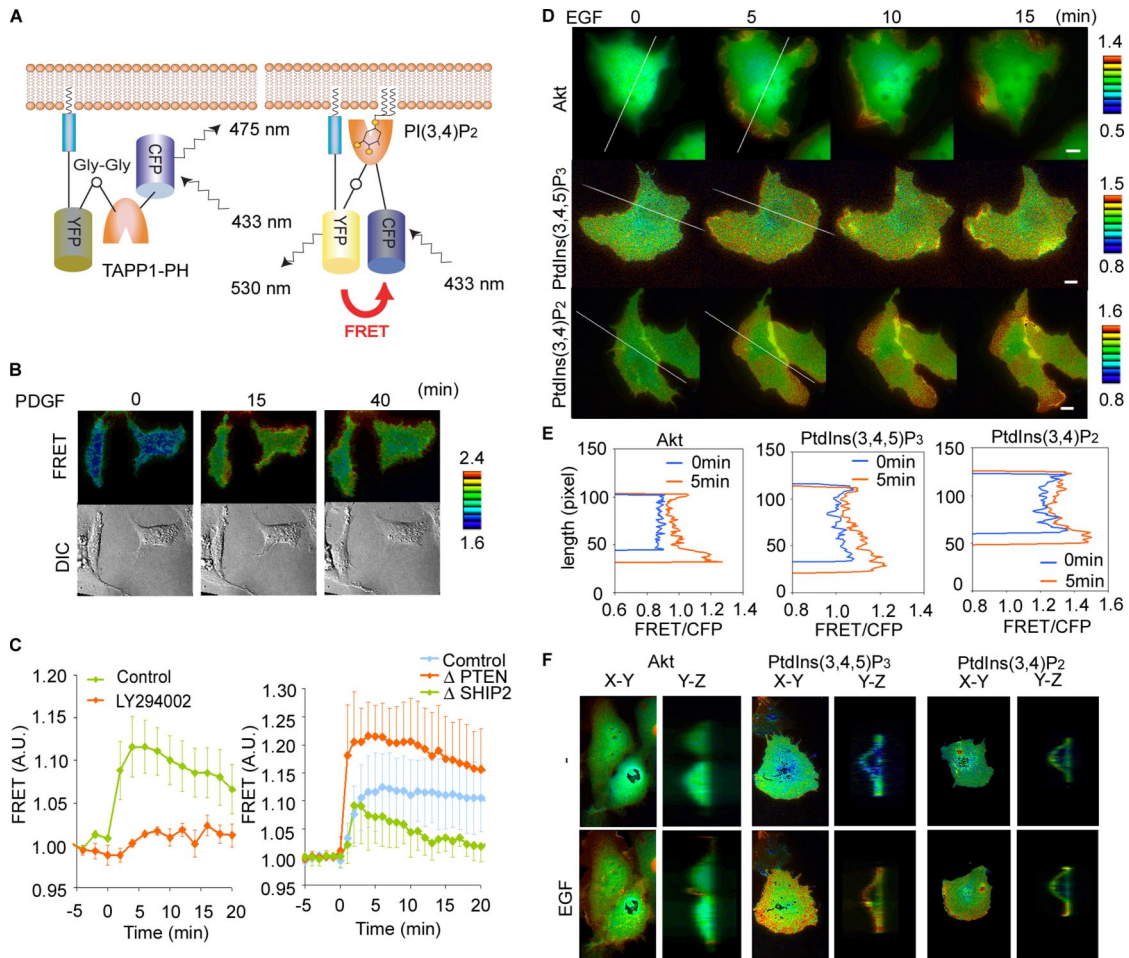 A
475 nm
Gly-Gly
CFP
YFP
433 nm
TAPP1-PH
PI(3,4)P2
YFP
CFP
530 nm
433 nm
FRET
B
PDGF 0 15 40 (min)
FRET
DIC
2.4
1.6
C
Control
LY294002
FRET (A.U.)
1.20
1.15
1.10
1.05
1.00
0.95
-5 0 5 10 15 20
Time (min)
Comtrol
Δ PTEN
Δ SHIP2
FRET (A.U.)
1.30
1.25
1.20
1.15
1.10
1.05
1.00
0.95
-5 0 5 10 15 20
Time (min)
D
EGF 0 5 10 15 (min)
Akt
1.4
0.5
PtdIns(3,4,5)P3
1.5
0.8
PtdIns(3,4)P2
1.6
0.8
E
Akt
0min
5min
length (pixel)
150
100
50
0
0.6 0.8 1.0 1.2 1.4
FRET/CFP
PtdIns(3,4,5)P3
0min
5min
150
100
50
0
0.8 1.0 1.2 1.4
FRET/CFP
PtdIns(3,4)P2
0min
5min
150
100
50
0
0.8 1.0 1.2 1.4 1.6
FRET/CFP
F
Akt PtdIns(3,4,5)P3 PtdIns(3,4)P2
X-Y Y-Z X-Y Y-Z X-Y Y-Z
-
EGF